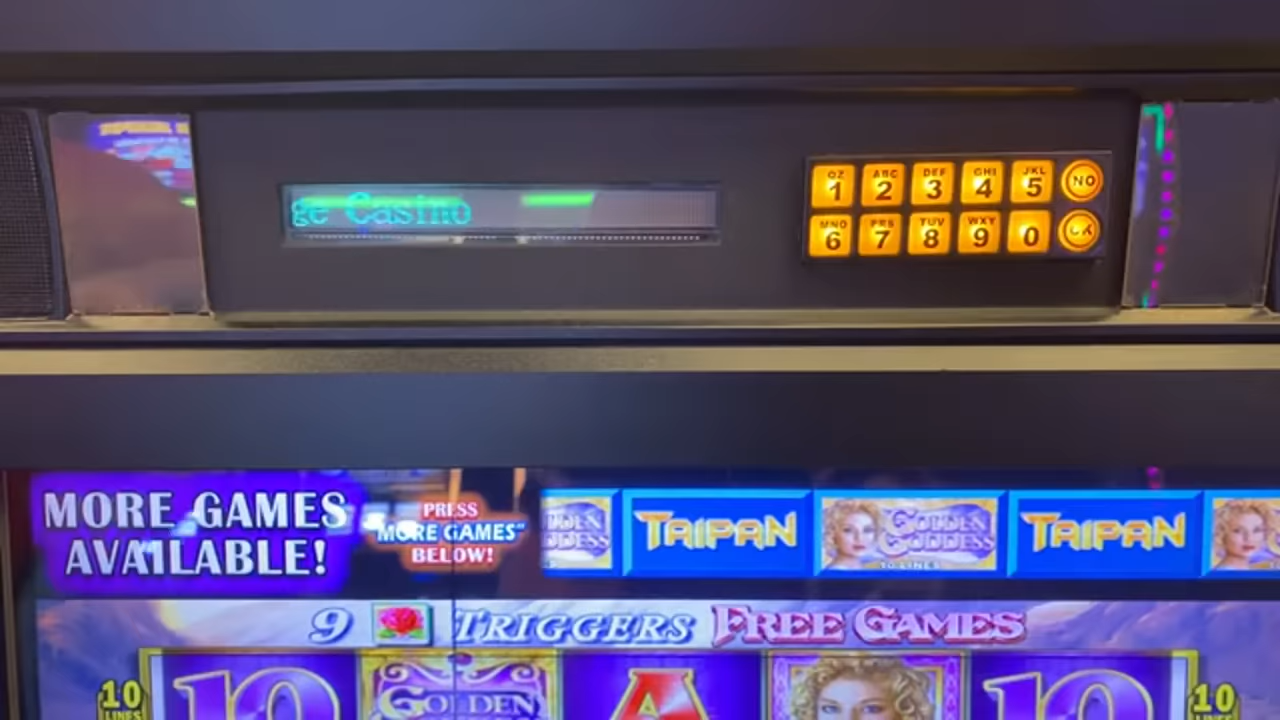 ge Casino
OZ ABC DEF GHI JKL
1 2 3 4 5 NO
MNO PRS TUV WXY
6 7 8 9 0 OK
MORE GAMES
AVAILABLE!
PRESS
"MORE GAMES"
BELOW!
TAIPAN
GOLDEN
GODDESS
10 LINES
TAIPAN
9 TRIGGERS FREE GAMES
10
LINES
10
GOLDEN
A
10
10